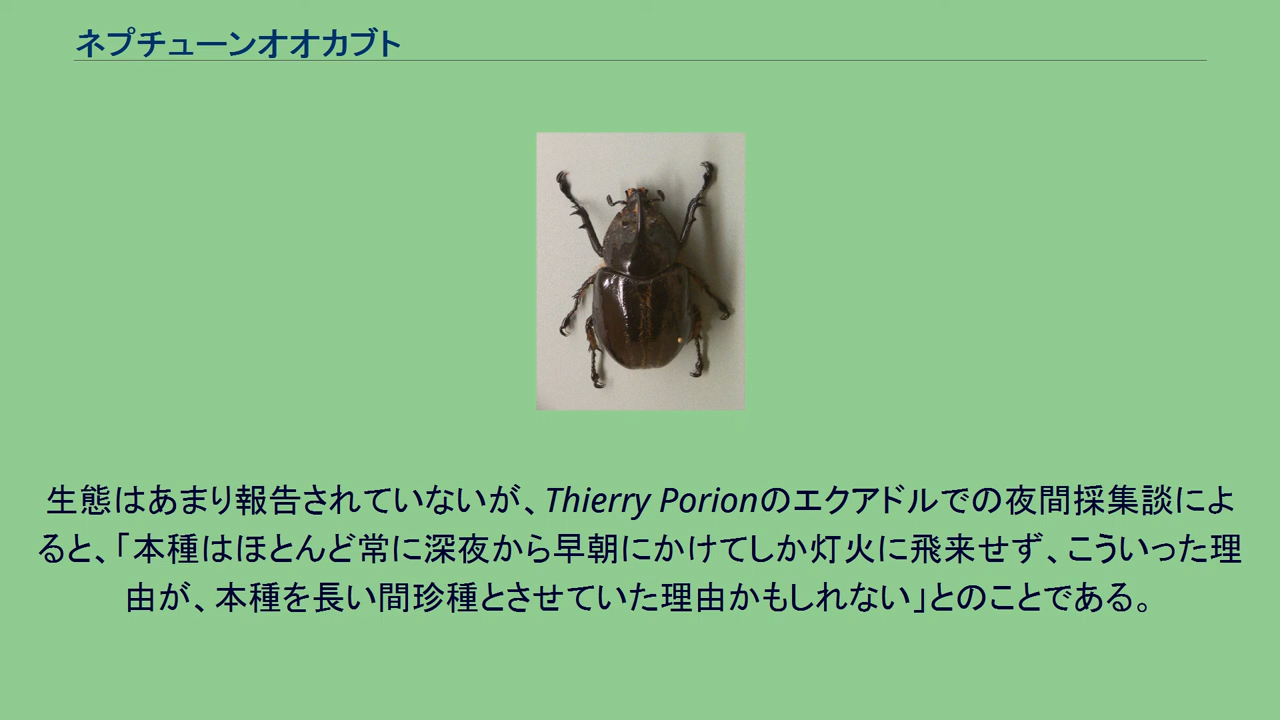 ネプチューンオオカブト
生態はあまり報告されていないが、Thierry Porionのエクアドルでの夜間採集談によ
ると、「本種はほとんど常に深夜から早朝にかけてしか灯火に飛来せず、こういった理
由が、本種を長い間珍種とさせていた理由かもしれない」とのことである。